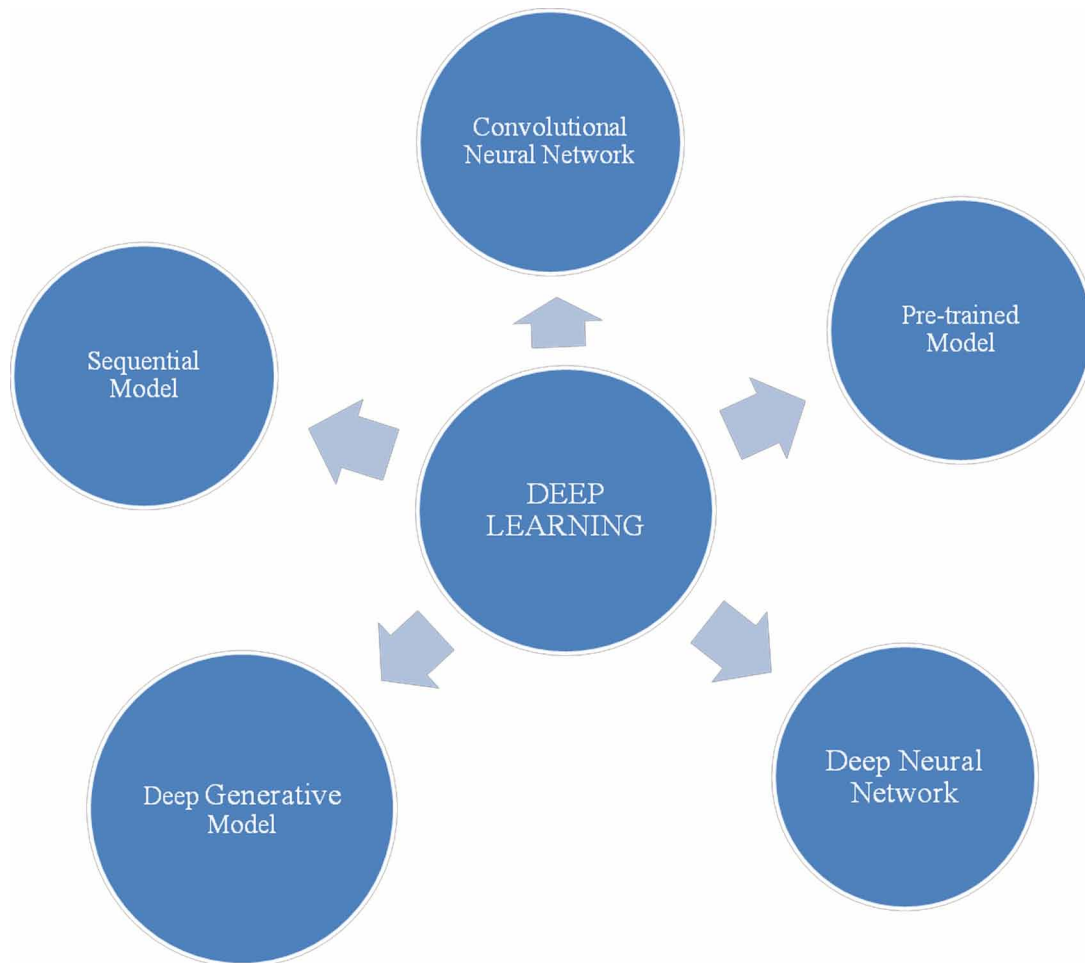 Convolutional
Neural Network
Pre-trained
Model
Sequential
Model
DEEP
LEARNING
Deep Neural
Network
Deep Generative
Model